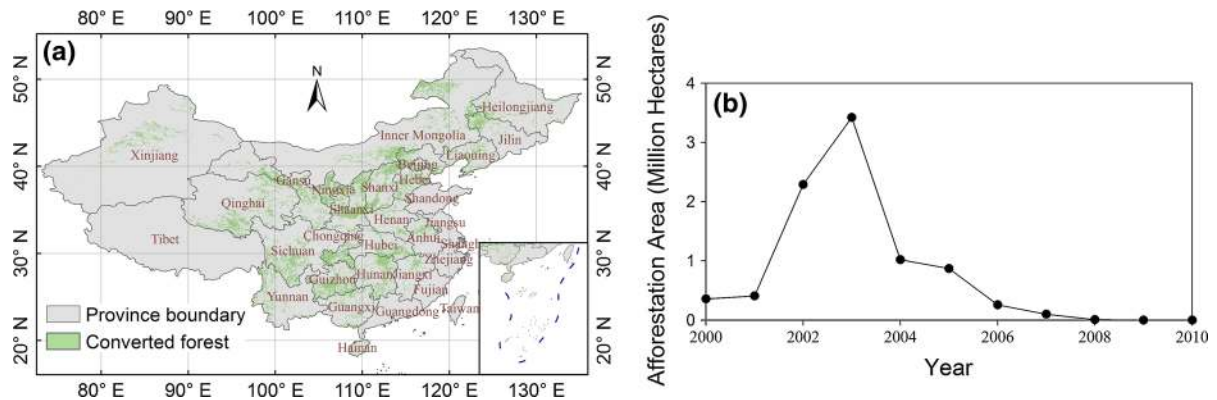 80° E 90° E 100° E 110° E 120° E 130° E
(a)
N
50° N
40° N
30° N
20° N
50° N
40° N
30° N
20° N
Heilongjiang
Inner Mongolia
Jilin
Xinjiang
Liaoning
Beijing
Gansu
Hebei
Ningxia
Shanxi
Qinghai
Shandong
Shaanxi
Henan
Jiangsu
Tibet
Chongqing
Anhui
Sichuan
Hubei
Zhejiang
Hunan
Jiangxi
Guizhou
Fujian
Yunnan
Guangxi
Guangdong
Taiwan
Hainan
Province boundary
Converted forest
80° E 90° E 100° E 110° E 120° E 130° E
(b)
Afforestation Area (Million Hectares)
4
3
2
1
0
2000 2002 2004 2006 2008 2010
Year